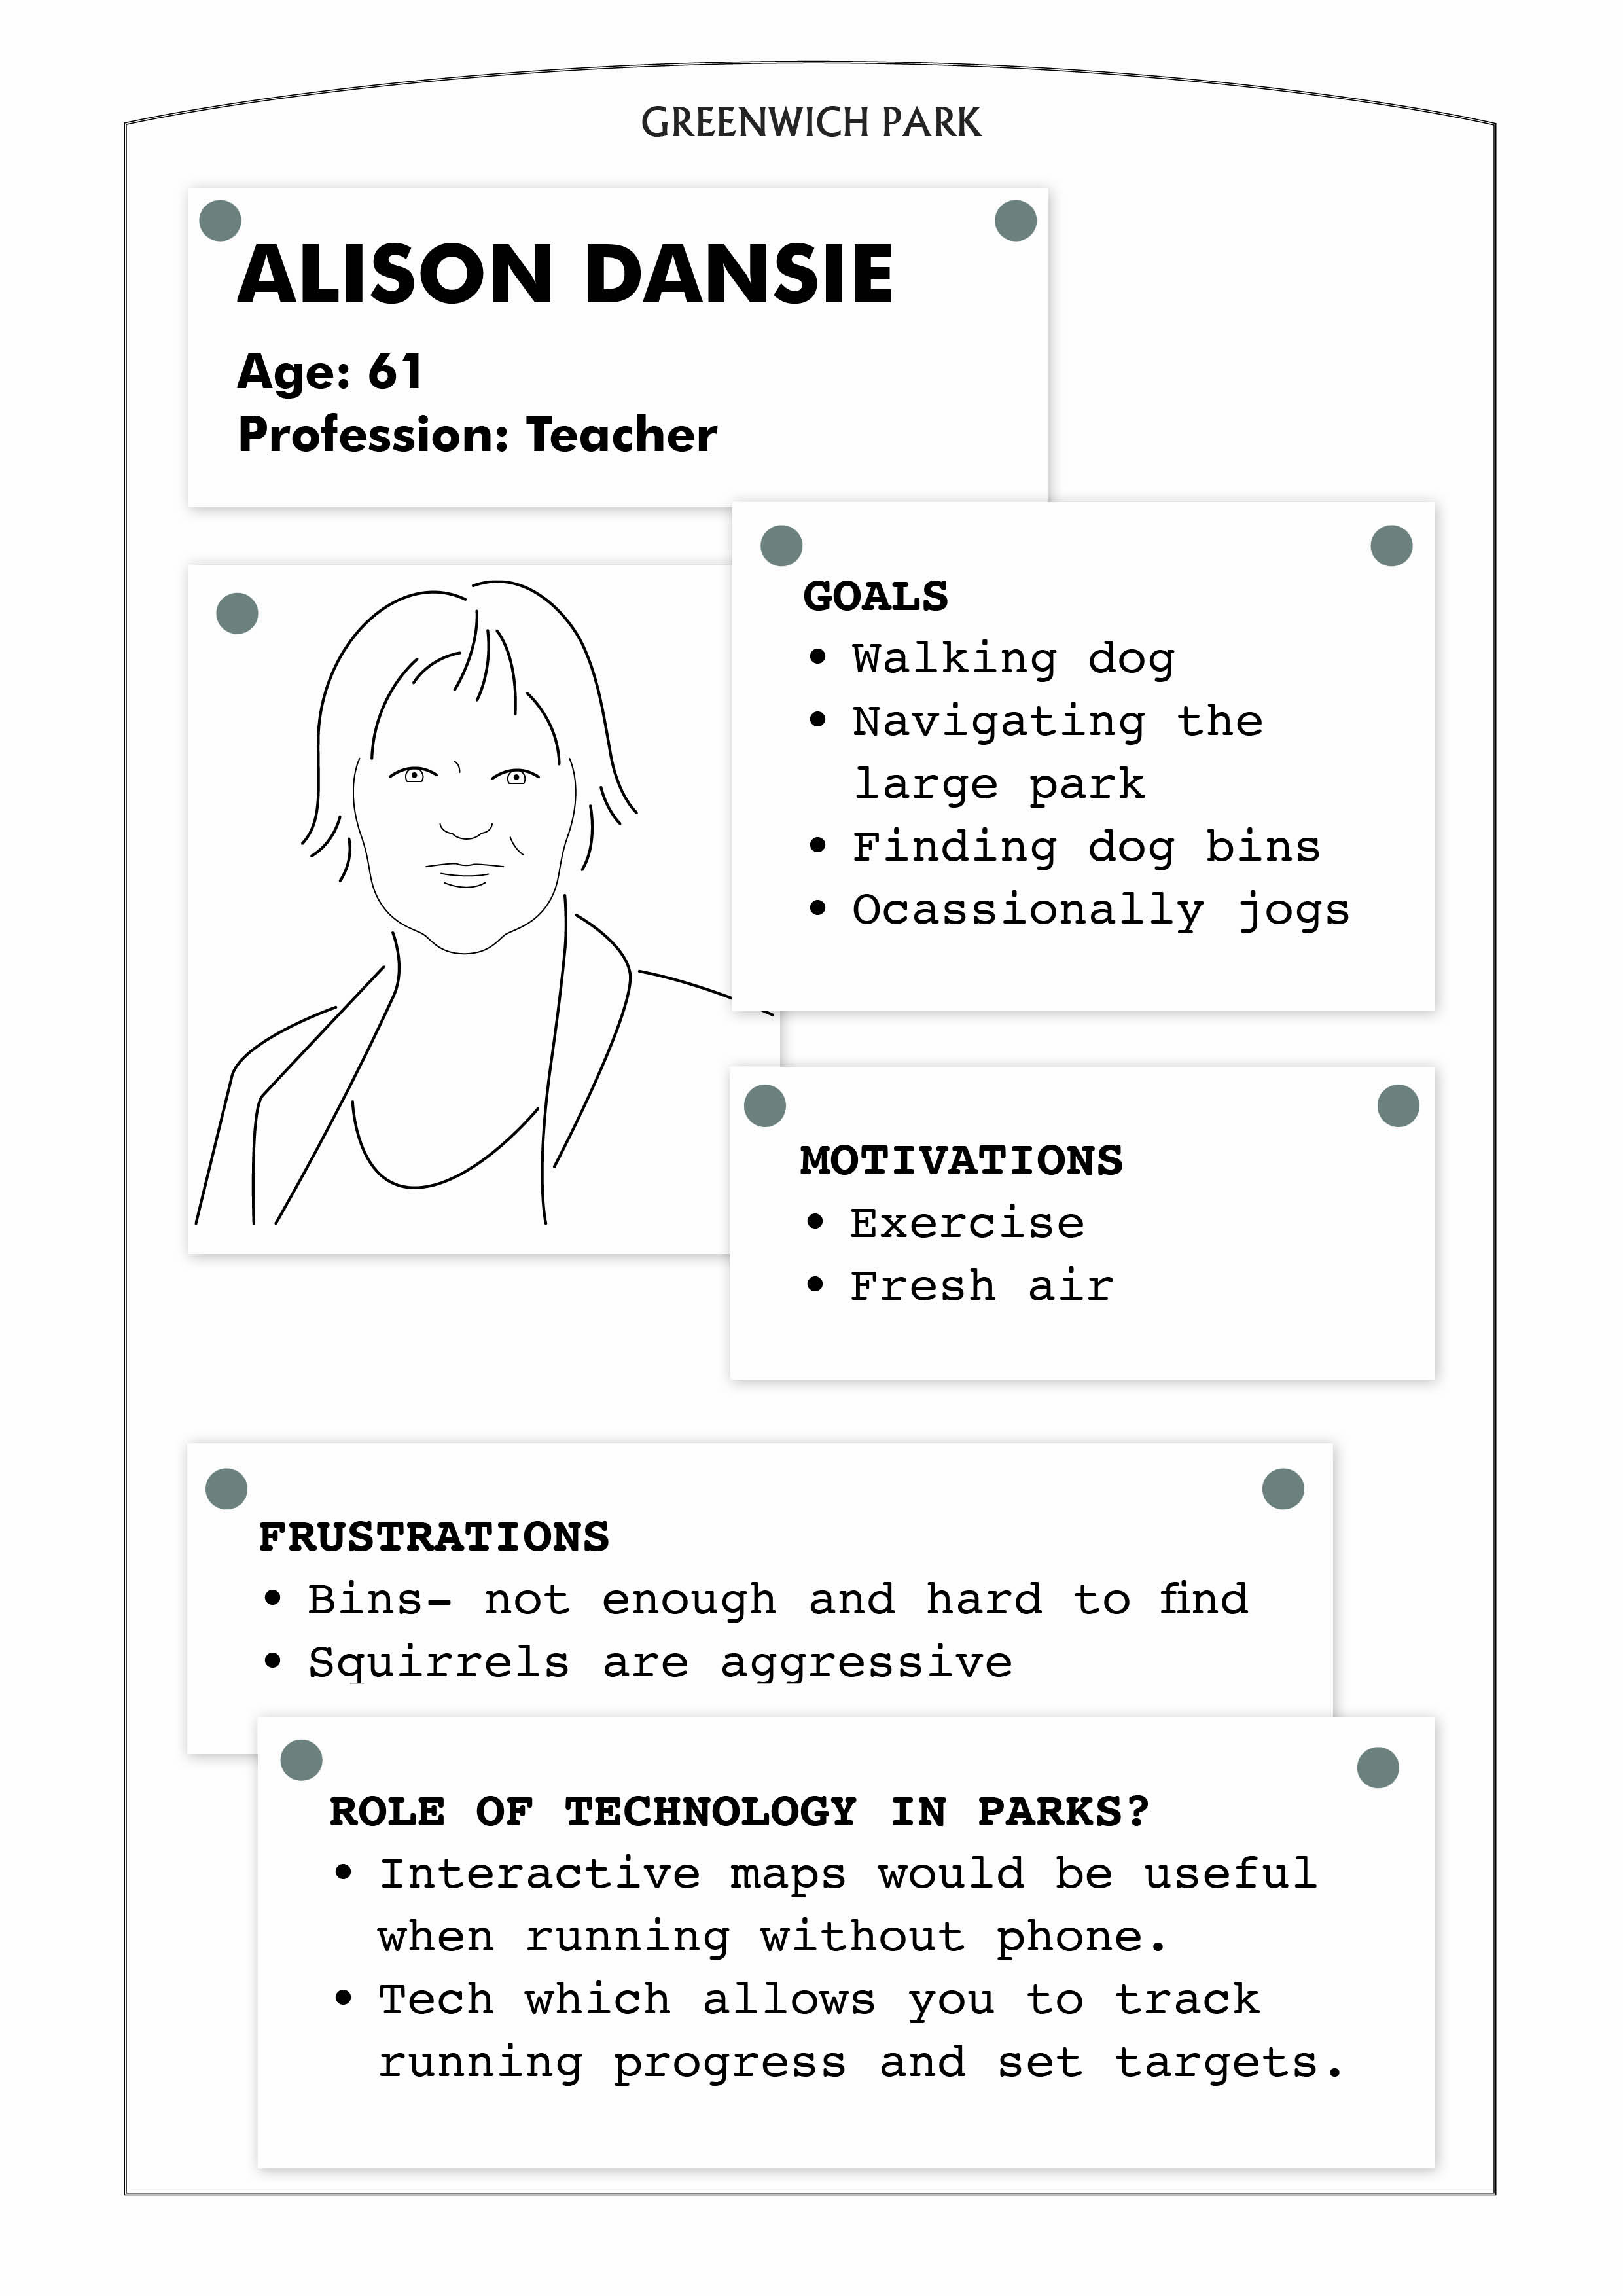 GREENWICH PARK
ALISON DANSIE
Age: 61
Profession: Teacher
GOALS
• Walking dog
• Navigating the
large park
• Finding dog bins
• Ocassionally jogs
MOTIVATIONS
• Exercise
• Fresh air
FRUSTRATIONS
• Bins- not enough and hard to find
• Squirrels are aggressive
ROLE OF TECHNOLOGY IN PARKS?
• Interactive maps would be useful
when running without phone.
• Tech which allows you to track
running progress and set targets.